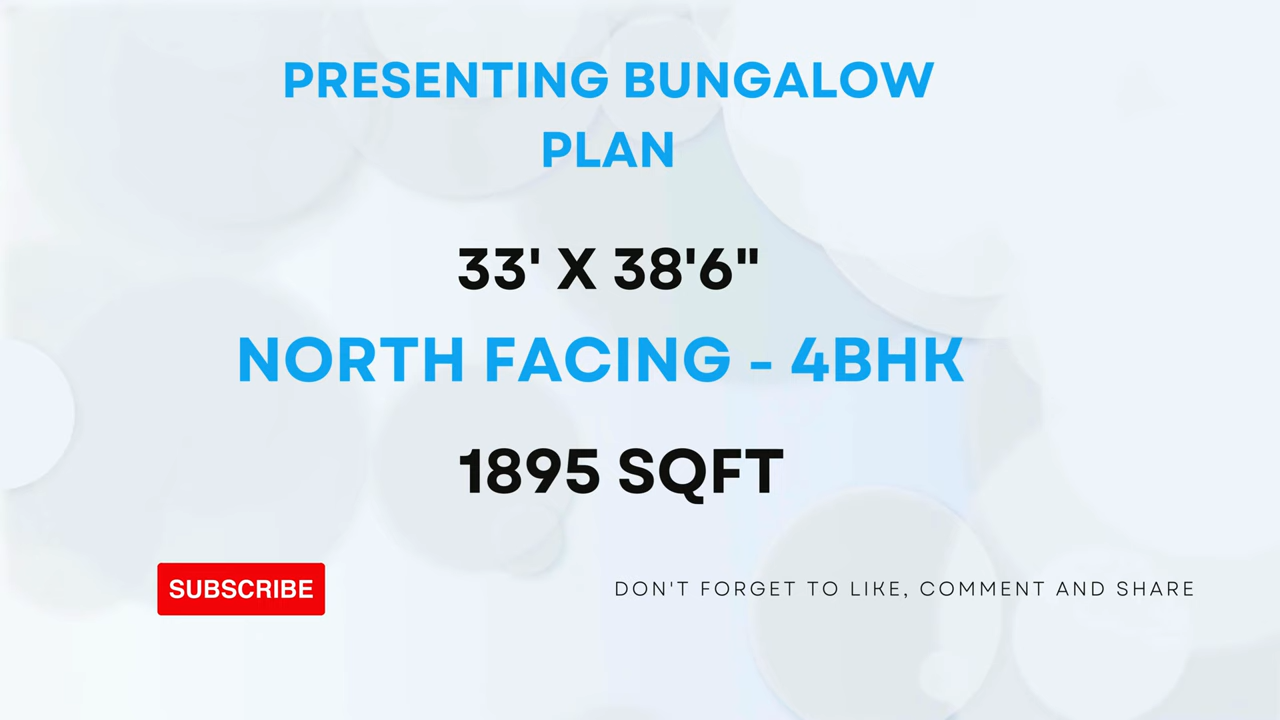 PRESENTING BUNGALOW
PLAN
33' X 38'6"
NORTH FACING - 4BHK
1895 SQFT
SUBSCRIBE
DON'T FORGET TO LIKE, COMMENT AND SHARE